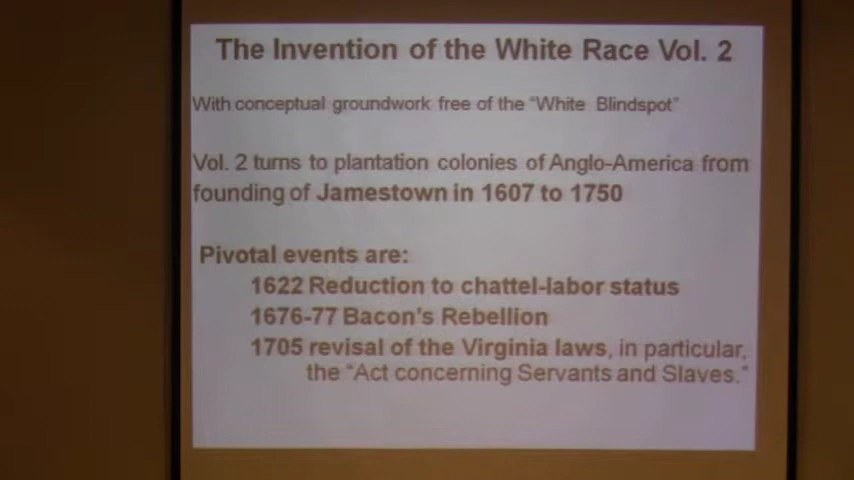 The Invention of the White Race Vol. 2
With conceptual groundwork free of the “White Blindspot”
Vol. 2 turns to plantation colonies of Anglo-America from
founding of Jamestown in 1607 to 1750
Pivotal events are:
1622 Reduction to chattel-labor status
1676-77 Bacon’s Rebellion
1705 revisal of the Virginia laws, in particular,
the “Act concerning Servants and Slaves.”